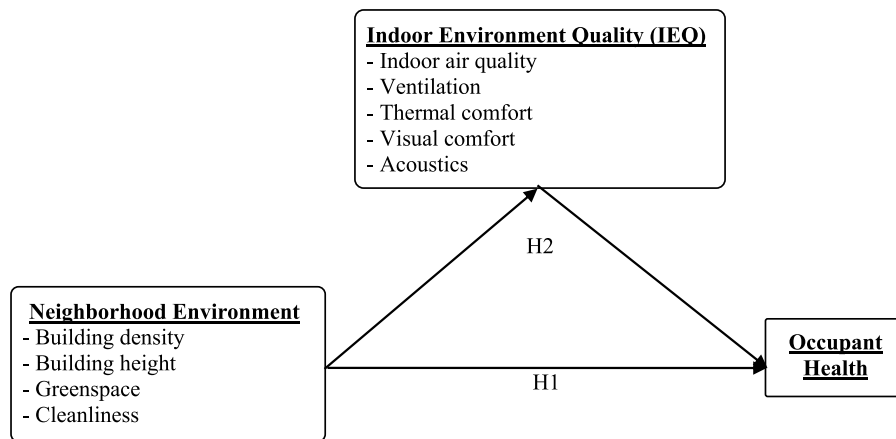 Indoor Environment Quality (IEQ)
- Indoor air quality
- Ventilation
- Thermal comfort
- Visual comfort
- Acoustics
H2
Neighborhood Environment
- Building density
- Building height
- Greenspace
- Cleanliness
Occupant
Health
H1